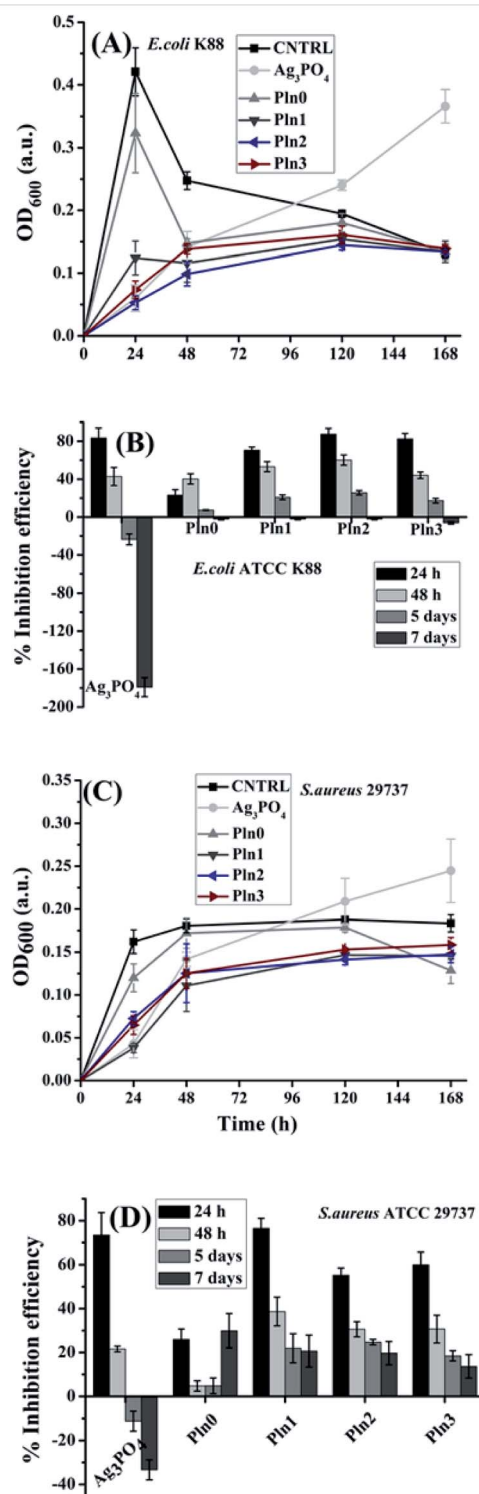 (A)
E.coli K88
CNTRL
Ag3PO4
Pln0
Pln1
Pln2
Pln3
OD600 (a.u.)
0.5
0.4
0.3
0.2
0.1
0.0
0 24 48 72 96 120 144 168
(B)
% Inhibition efficiency
80
40
0
-40
-80
-120
-160
-200
Pln0 Pln1 Pln2 Pln3
E.coli ATCC K88
Ag3PO4
24 h
48 h
5 days
7 days
(C)
S.aureus 29737
CNTRL
Ag3PO4
Pln0
Pln1
Pln2
Pln3
OD600 (a.u.)
0.35
0.30
0.25
0.20
0.15
0.10
0.05
0.00
0 24 48 72 96 120 144 168
Time (h)
(D)
24 h
48 h
5 days
7 days
S.aureus ATCC 29737
% Inhibition efficiency
80
60
40
20
0
-20
-40
Ag3PO4 Pln0 Pln1 Pln2 Pln3